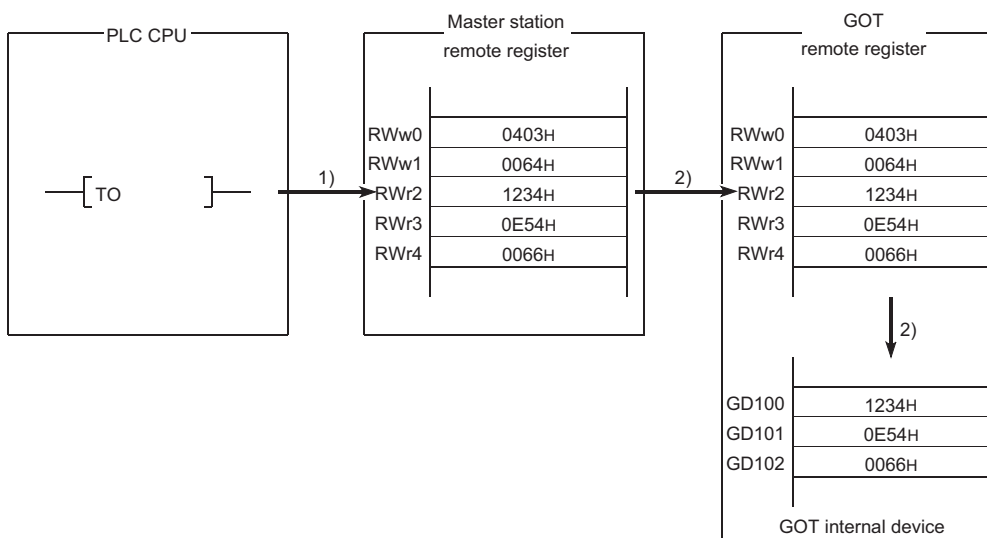 PLC CPU
TO
1)
Master station
remote register
RWw0 0403H
RWw1 0064H
RWr2 1234H
RWr3 0E54H
RWr4 0066H
2)
GOT
remote register
RWw0 0403H
RWw1 0064H
RWr2 1234H
RWr3 0E54H
RWr4 0066H
2)
GD100 1234H
GD101 0E54H
GD102 0066H
GOT internal device